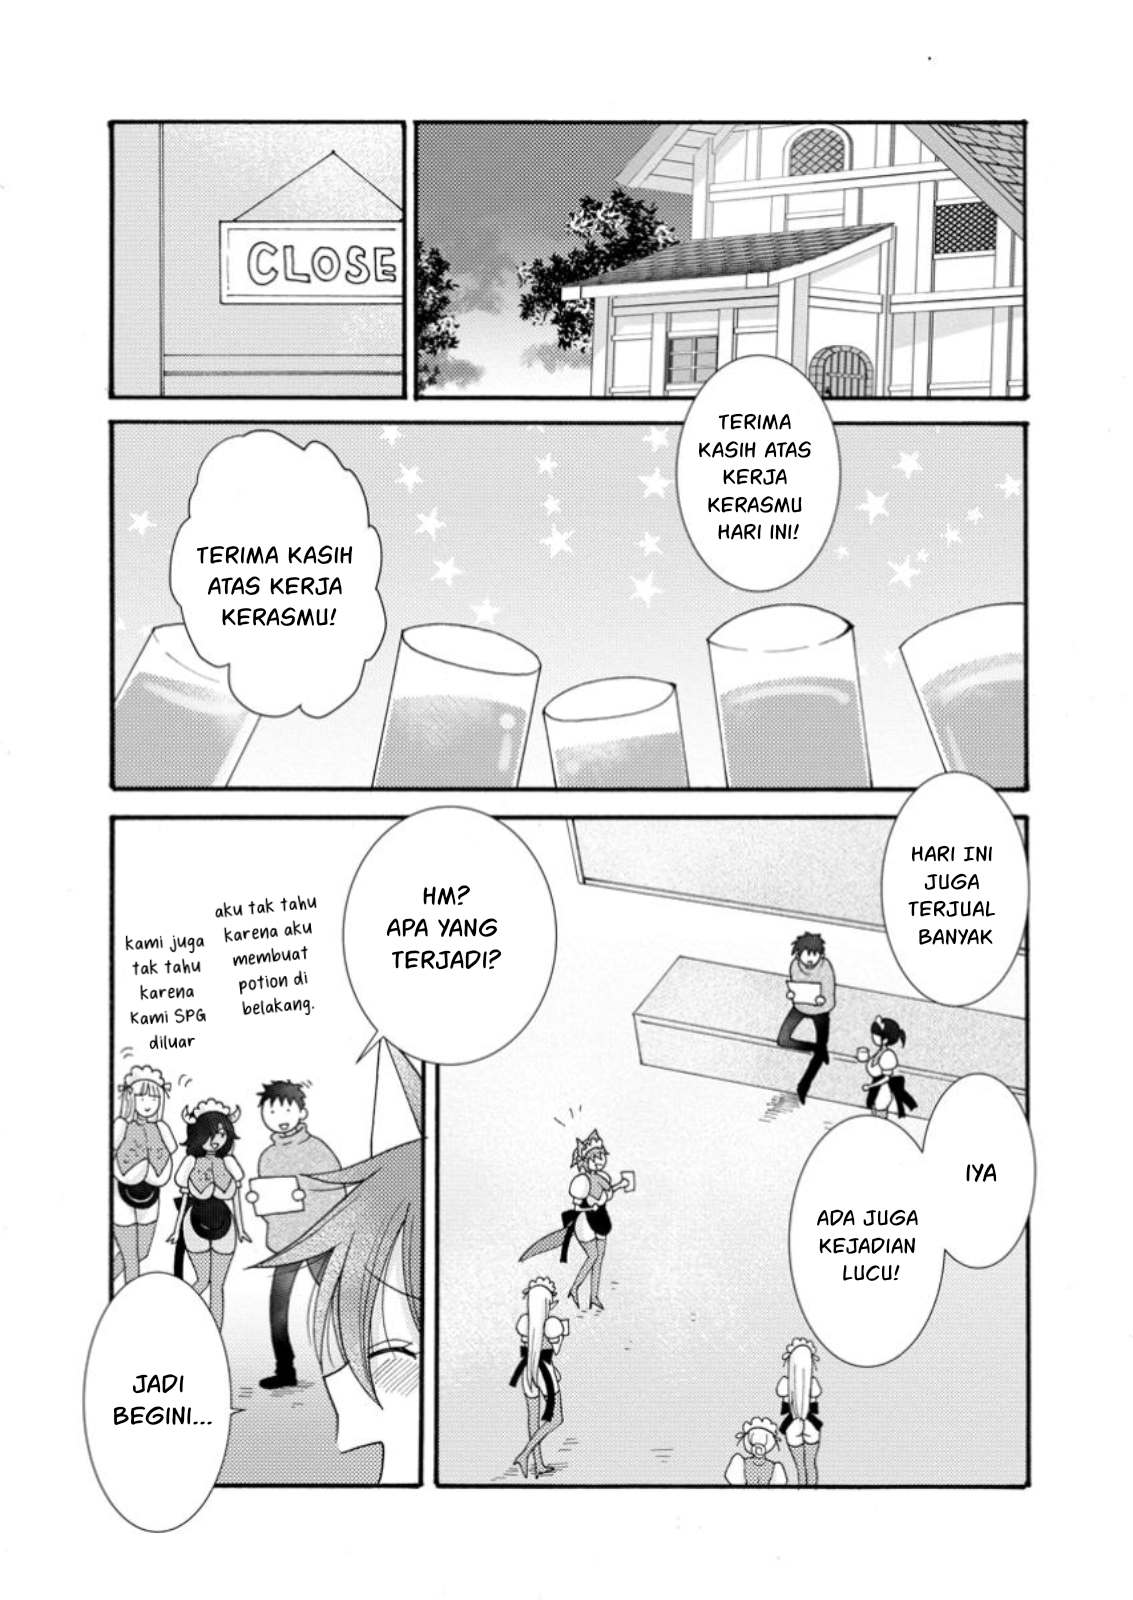 CLOSE
TERIMA
KASIH ATAS
KERJA
KERASMU
HARI INI!
TERIMA KASIH
ATAS KERJA
KERASMU!
HARI INI
JUGA
TERJUAL
BANYAK
IYA
ADA JUGA
KEJADIAN
LUCU!
HM?
APA YANG
TERJADI?
aku tak tahu
karena aku
membuat
potion di
belakang.
kami juga
tak tahu
karena
kami SPG
diluar
JADI
BEGINI...